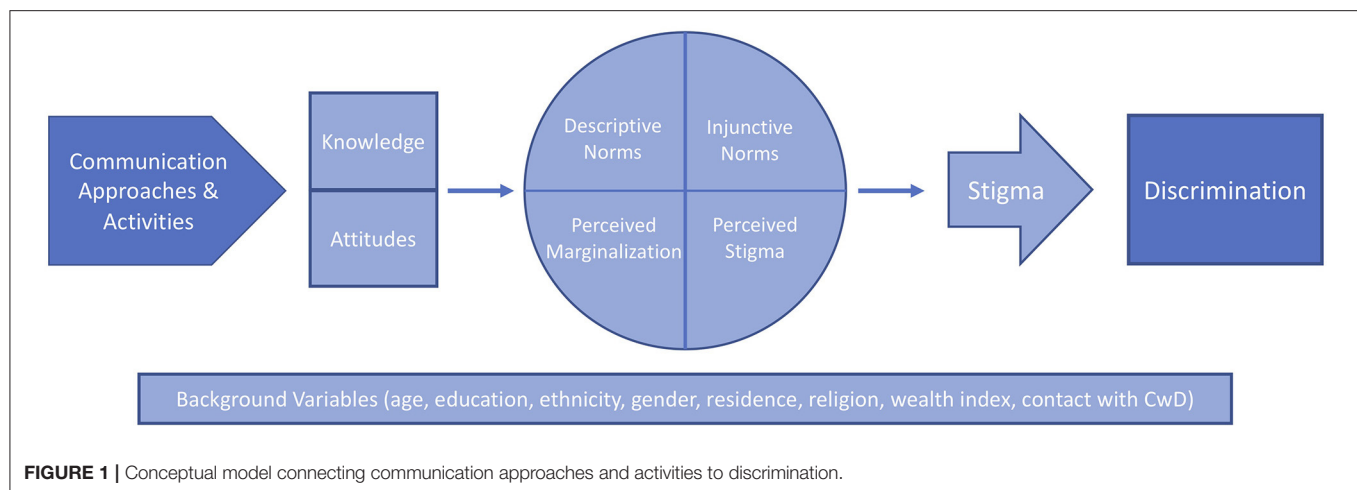 Communication
Approaches &
Activities
Knowledge
Attitudes
Descriptive
Norms
Injunctive
Norms
Perceived
Marginalization
Perceived
Stigma
Stigma
Discrimination
Background Variables (age, education, ethnicity, gender, residence, religion, wealth index, contact with CwD)
FIGURE 1 | Conceptual model connecting communication approaches and activities to discrimination.